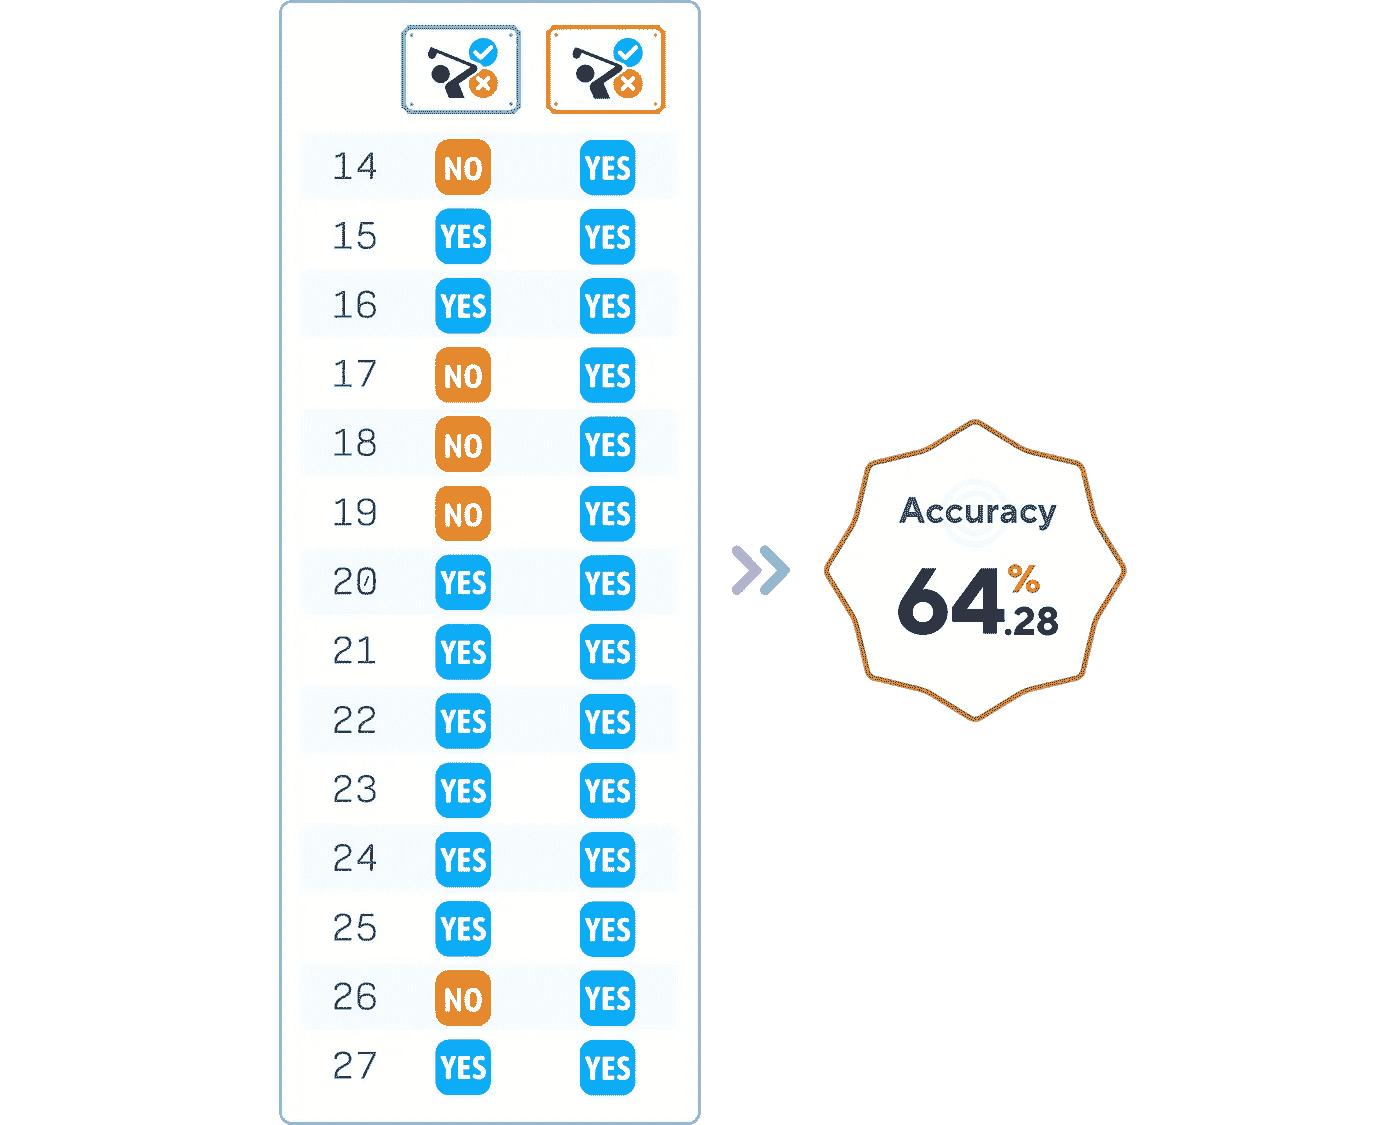 14 NO YES
15 YES YES
16 YES YES
17 NO YES
18 NO YES
19 NO YES
20 YES YES
21 YES YES
22 YES YES
23 YES YES
24 YES YES
25 YES YES
26 NO YES
27 YES YES
Accuracy
64.28%